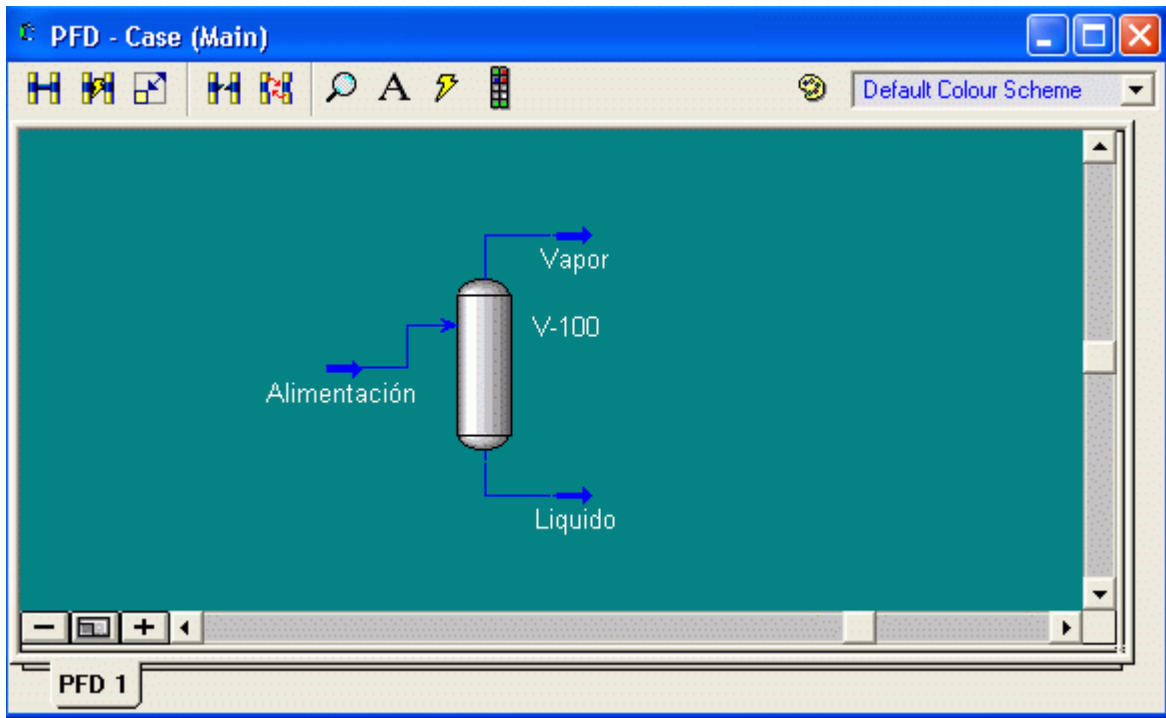 PFD - Case (Main)
A
Default Colour Scheme
Vapor
V-100
Alimentación
Liquido
PFD 1